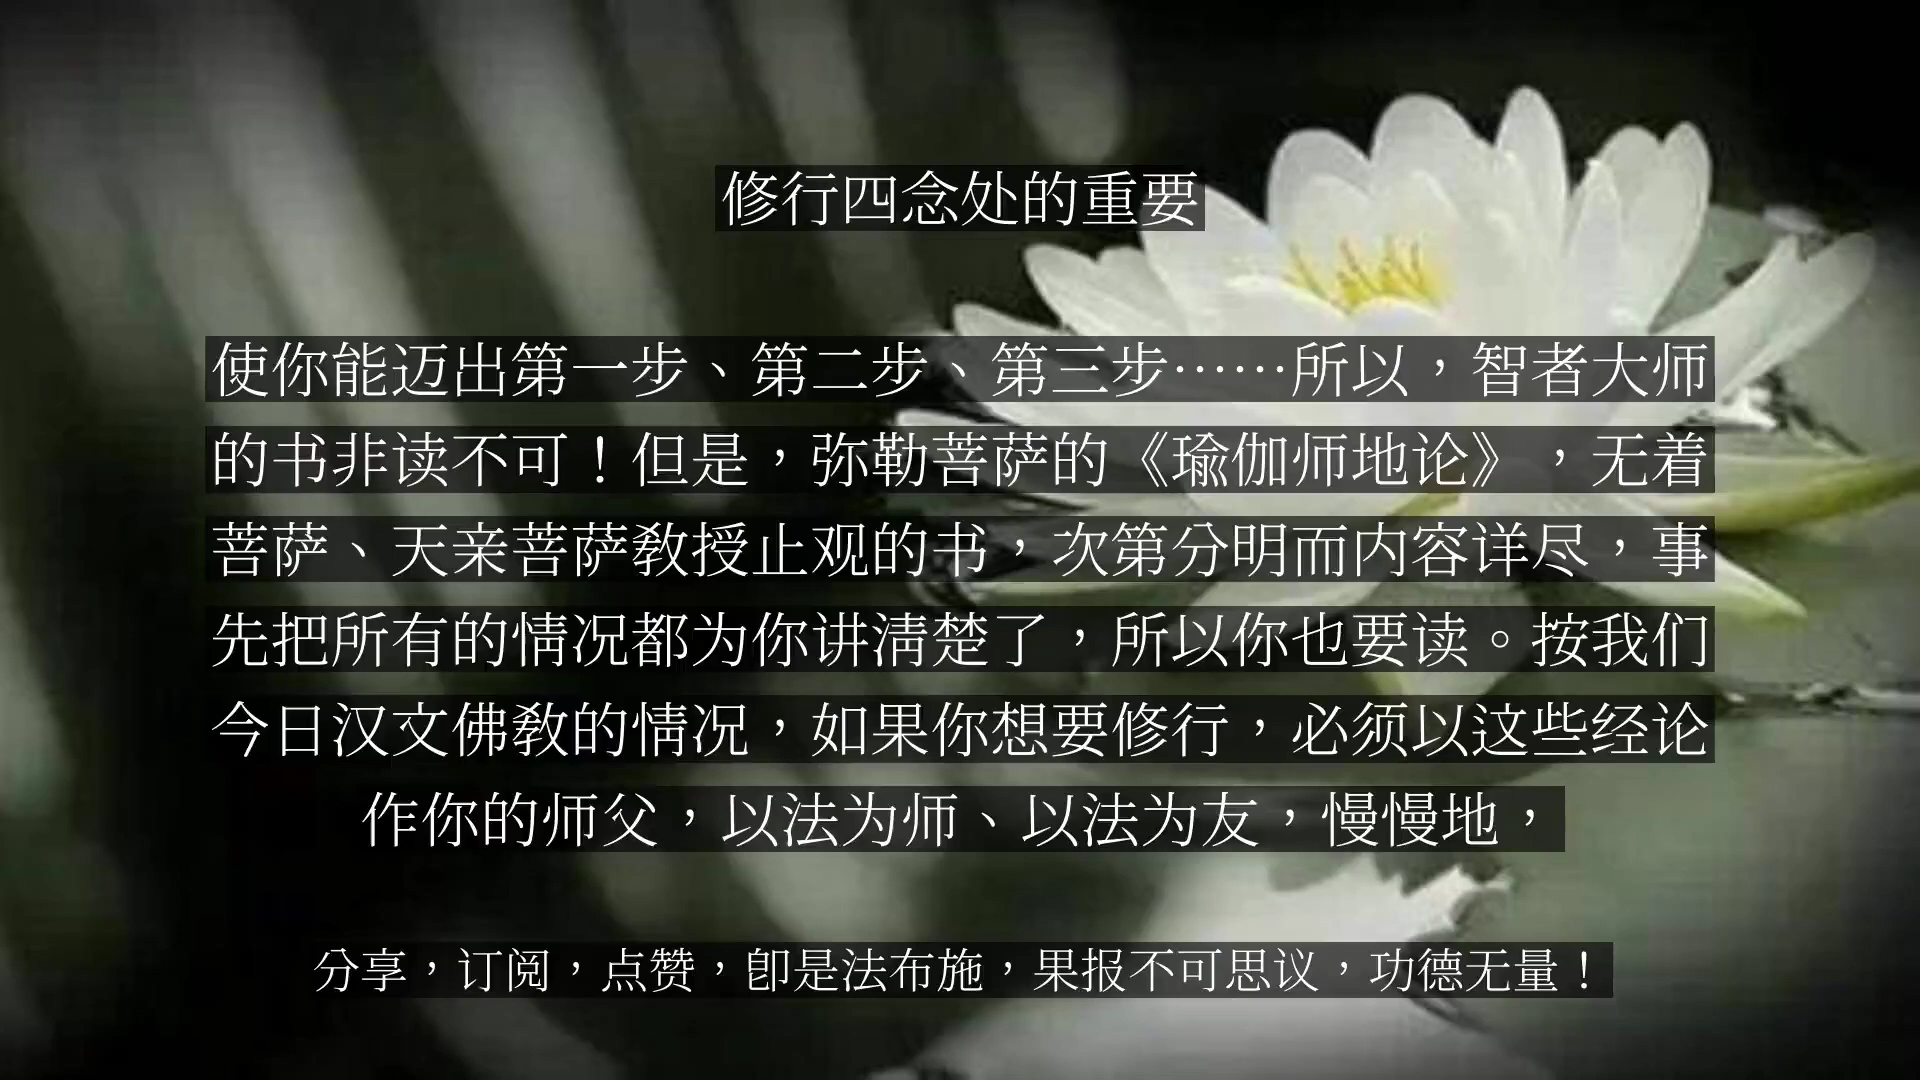 修行四念处的重要
使你能迈出第一步、第二步、第三步……所以，智者大师
的书非读不可！但是，弥勒菩萨的《瑜伽师地论》，无着
菩萨、天亲菩萨教授止观的书，次第分明而内容详尽，事
先把所有的情况都为你讲清楚了，所以你也要读。按我们
今日汉文佛教的情况，如果你想要修行，必须以这些经论
作你的师父，以法为师、以法为友，慢慢地，
分享，订阅，点赞，即是法布施，果报不可思议，功德无量！